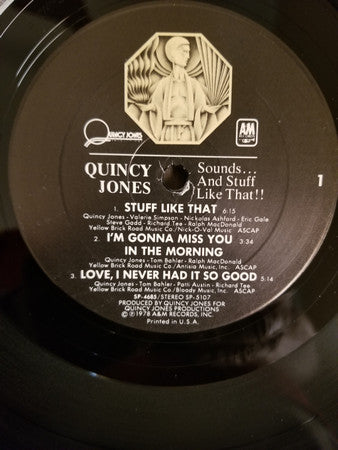 QUINCY JONES
PRODUCTIONS
A&M
RECORDS
QUINCY
JONES
Sounds...
And Stuff
Like That!!
1
1. STUFF LIKE THAT 6:15
Quincy Jones - Valerie Simpson - Nickolas Ashford - Eric Gale
Steve Gadd - Richard Tee - Ralph MacDonald
Yellow Brick Road Music Co./Nick-O-Val Music ASCAP
2. I'M GONNA MISS YOU 3:34
IN THE MORNING
Quincy Jones - Tom Bahler - Ralph MacDonald
Yellow Brick Road Music Co./Antisia Music, Inc. ASCAP
3. LOVE, I NEVER HAD IT SO GOOD 5:14
Quincy Jones - Tom Bahler - Patti Austin - Richard Tee
Yellow Brick Road Music Co./Bloody Music, Inc. ASCAP
SP-4685/STEREO SP-5107
PRODUCED BY QUINCY JONES FOR
QUINCY JONES PRODUCTIONS
©℗1978 A&M RECORDS, INC.
Printed in U.S.A.